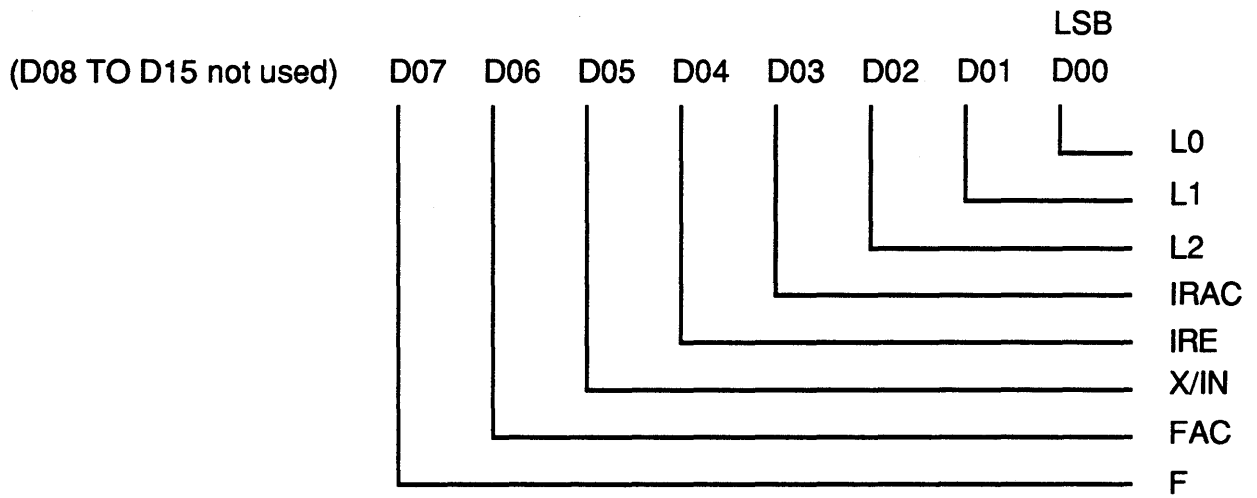 LSB
(D08 TO D15 not used) D07 D06 D05 D04 D03 D02 D01 D00
L0
L1
L2
IRAC
IRE
X/IN
FAC
F